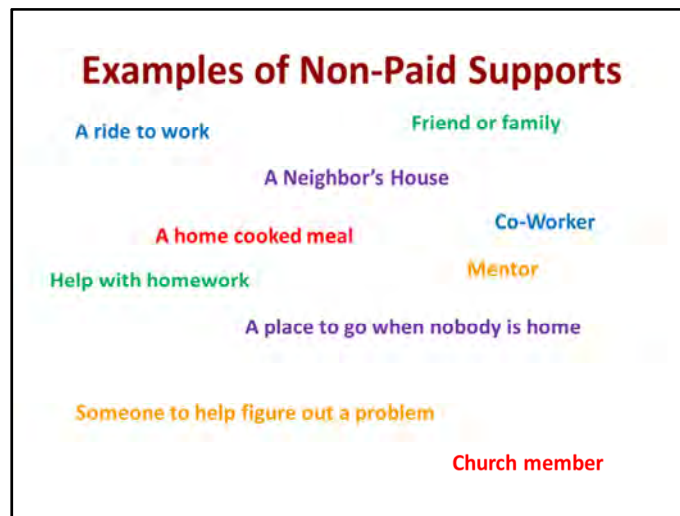 Examples of Non-Paid Supports
Friend or family
A ride to work
A Neighbor's House
Co-Worker
A home cooked meal
Mentor
Help with homework
A place to go when nobody is home
Someone to help figure out a problem
Church member